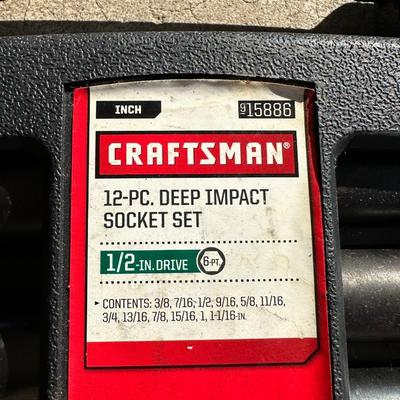 INCH
915886
CRAFTSMAN®
12-PC. DEEP IMPACT
SOCKET SET
1/2-IN. DRIVE 6-PT.
▸ CONTENTS: 3/8, 7/16, 1/2, 9/16, 5/8, 11/16,
3/4, 13/16, 7/8, 15/16, 1, 1-1/16-IN.